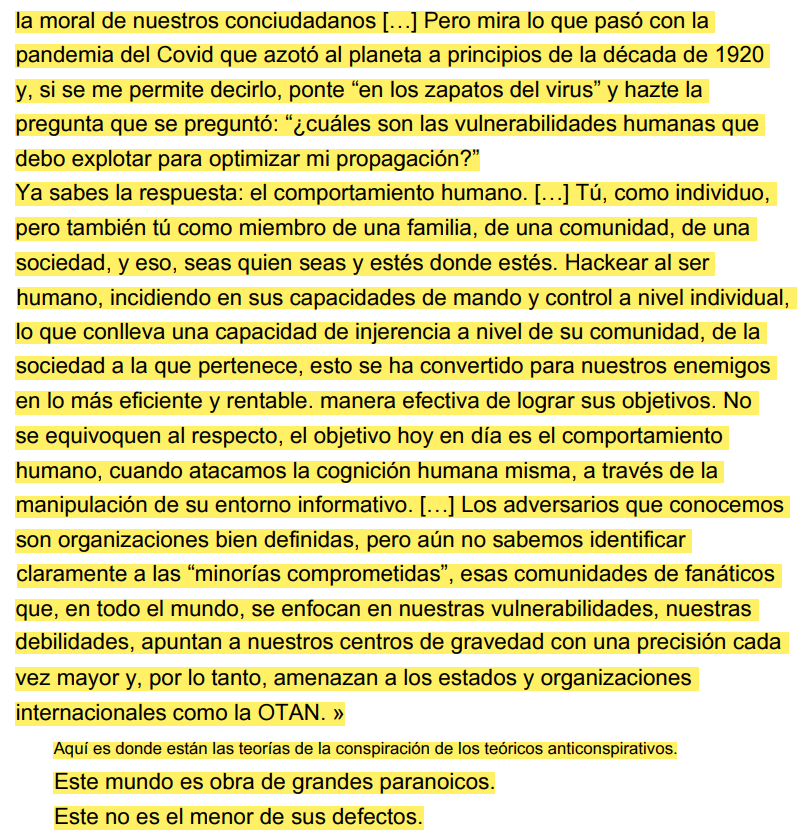 la moral de nuestros conciudadanos […] Pero mira lo que pasó con la
pandemia del Covid que azotó al planeta a principios de la década de 1920
y, si se me permite decirlo, ponte “en los zapatos del virus” y hazte la
pregunta que se preguntó: “¿cuáles son las vulnerabilidades humanas que
debo explotar para optimizar mi propagación?”
Ya sabes la respuesta: el comportamiento humano. […] Tú, como individuo,
pero también tú como miembro de una familia, de una comunidad, de una
sociedad, y eso, seas quien seas y estés donde estés. Hackear al ser
humano, incidiendo en sus capacidades de mando y control a nivel individual,
lo que conlleva una capacidad de injerencia a nivel de su comunidad, de la
sociedad a la que pertenece, esto se ha convertido para nuestros enemigos
en lo más eficiente y rentable. manera efectiva de lograr sus objetivos. No
se equivoquen al respecto, el objetivo hoy en día es el comportamiento
humano, cuando atacamos la cognición humana misma, a través de la
manipulación de su entorno informativo. […] Los adversarios que conocemos
son organizaciones bien definidas, pero aún no sabemos identificar
claramente a las “minorías comprometidas”, esas comunidades de fanáticos
que, en todo el mundo, se enfocan en nuestras vulnerabilidades, nuestras
debilidades, apuntan a nuestros centros de gravedad con una precisión cada
vez mayor y, por lo tanto, amenazan a los estados y organizaciones
internacionales como la OTAN. »
Aquí es donde están las teorías de la conspiración de los teóricos anticonspirativos.
Este mundo es obra de grandes paranoicos.
Este no es el menor de sus defectos.